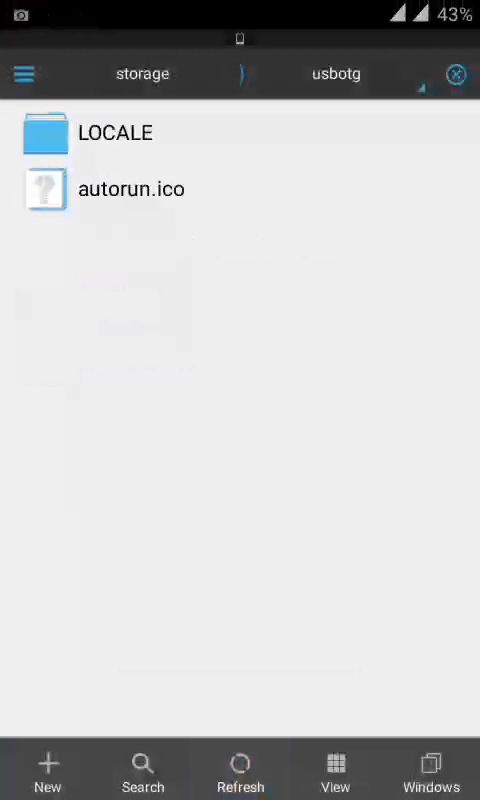 43%
storage
usbotg
LOCALE
autorun.ico
New
Search
Refresh
View
Windows